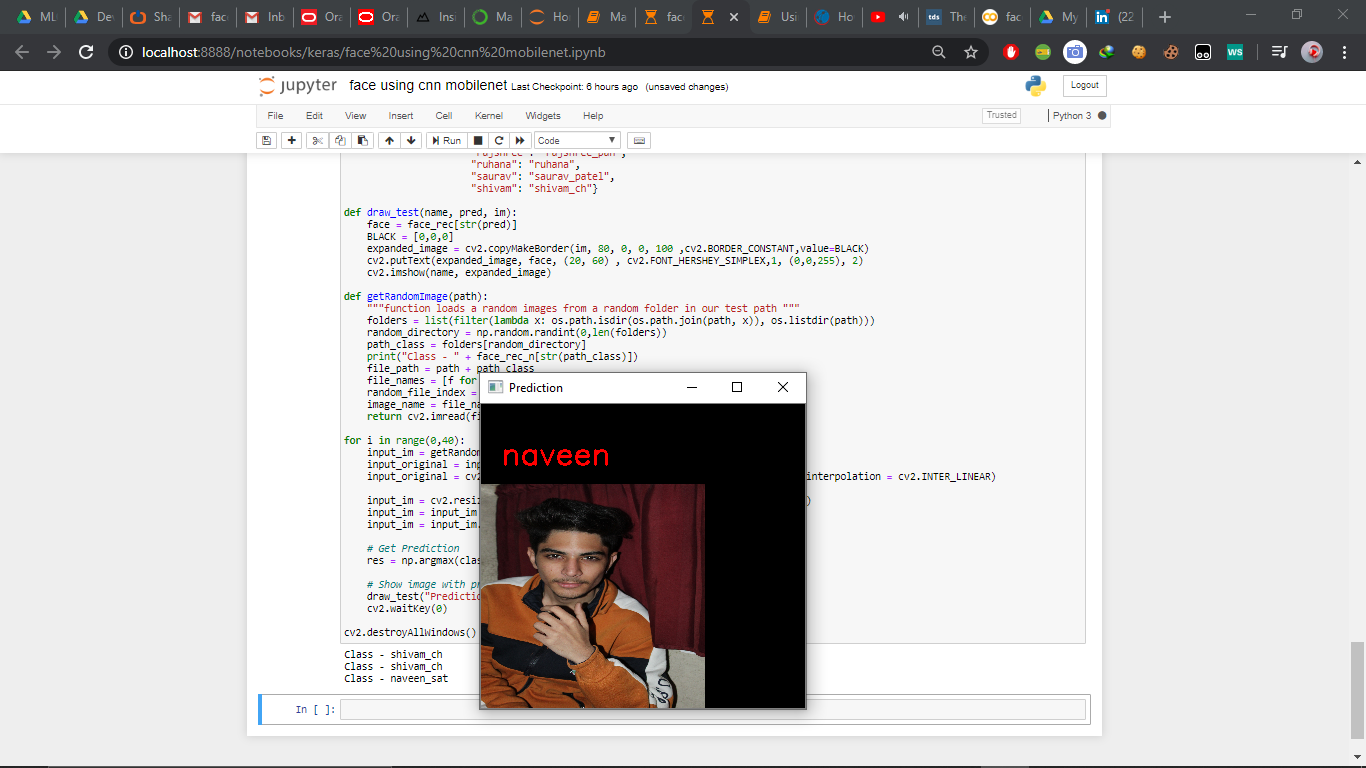 ML
Dev
Sha
fac
Inb
Ora
Ora
Insi
Ma
Ho
Ma
fac
Usi
Ho
The
fac
My
(22
localhost:8888/notebooks/keras/face%20using%20cnn%20mobilenet.ipynb
jupyter face using cnn mobilenet Last Checkpoint: 6 hours ago (unsaved changes)
Logout
File Edit View Insert Cell Kernel Widgets Help
Trusted
Python 3
Run
Code
"ruhana": "ruhana",
"saurav": "saurav_patel",
"shivam": "shivam_ch"}
def draw_test(name, pred, im):
face = face_rec[str(pred)]
BLACK = [0,0,0]
expanded_image = cv2.copyMakeBorder(im, 80, 0, 0, 100 ,cv2.BORDER_CONSTANT,value=BLACK)
cv2.putText(expanded_image, face, (20, 60) , cv2.FONT_HERSHEY_SIMPLEX,1, (0,0,255), 2)
cv2.imshow(name, expanded_image)
def getRandomImage(path):
"""function loads a random images from a random folder in our test path """
folders = list(filter(lambda x: os.path.isdir(os.path.join(path, x)), os.listdir(path)))
random_directory = np.random.randint(0,len(folders))
path_class = folders[random_directory]
print("Class - " + face_rec_n[str(path_class)])
file_path = path + path_class
file_names = [f for
random_file_index =
image_name = file_na
return cv2.imread(fi
for i in range(0,40):
input_im = getRandom
input_original = inp
input_original = cv2
interpolation = cv2.INTER_LINEAR)
input_im = cv2.resiz
)
input_im = input_im
input_im = input_im.
# Get Prediction
res = np.argmax(clas
# Show image with pr
draw_test("Predictio
cv2.waitKey(0)
cv2.destroyAllWindows()
Prediction
naveen
Class - shivam_ch
Class - shivam_ch
Class - naveen_sat
In [ ]: